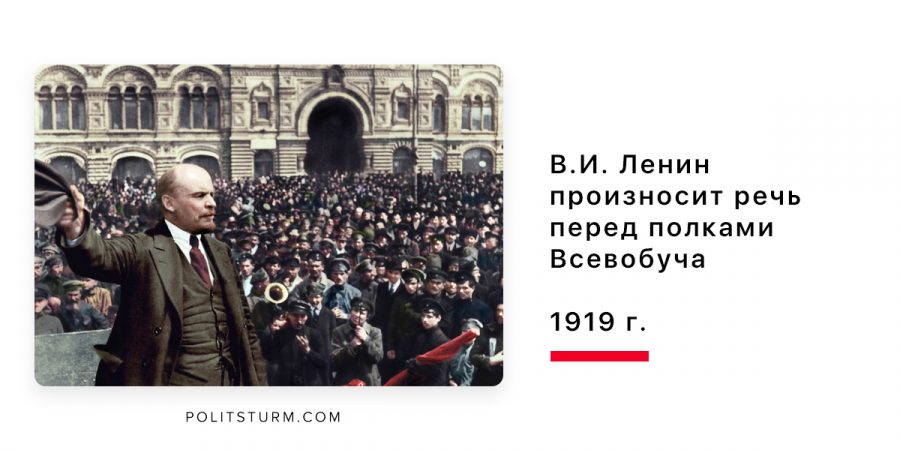 В.И. Ленин
произносит речь
перед полками
Всевобуча
1919 г.
POLITSTURM.COM